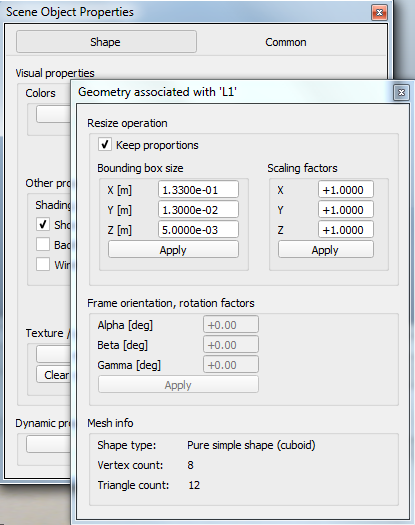 Scene Object Properties
Shape Common
Visual properties
Colors
Geometry associated with 'L1'
Resize operation
Keep proportions
Bounding box size Scaling factors
X [m] 1.3300e-01 X +1.0000
Y [m] 1.3000e-02 Y +1.0000
Z [m] 5.0000e-03 Z +1.0000
Apply Apply
Other pro
Shading
Sho
Bac
Wir
Frame orientation, rotation factors
Alpha [deg] +0.00
Beta [deg] +0.00
Gamma [deg] +0.00
Apply
Texture /
Clear
Dynamic pro
Mesh info
Shape type: Pure simple shape (cuboid)
Vertex count: 8
Triangle count: 12